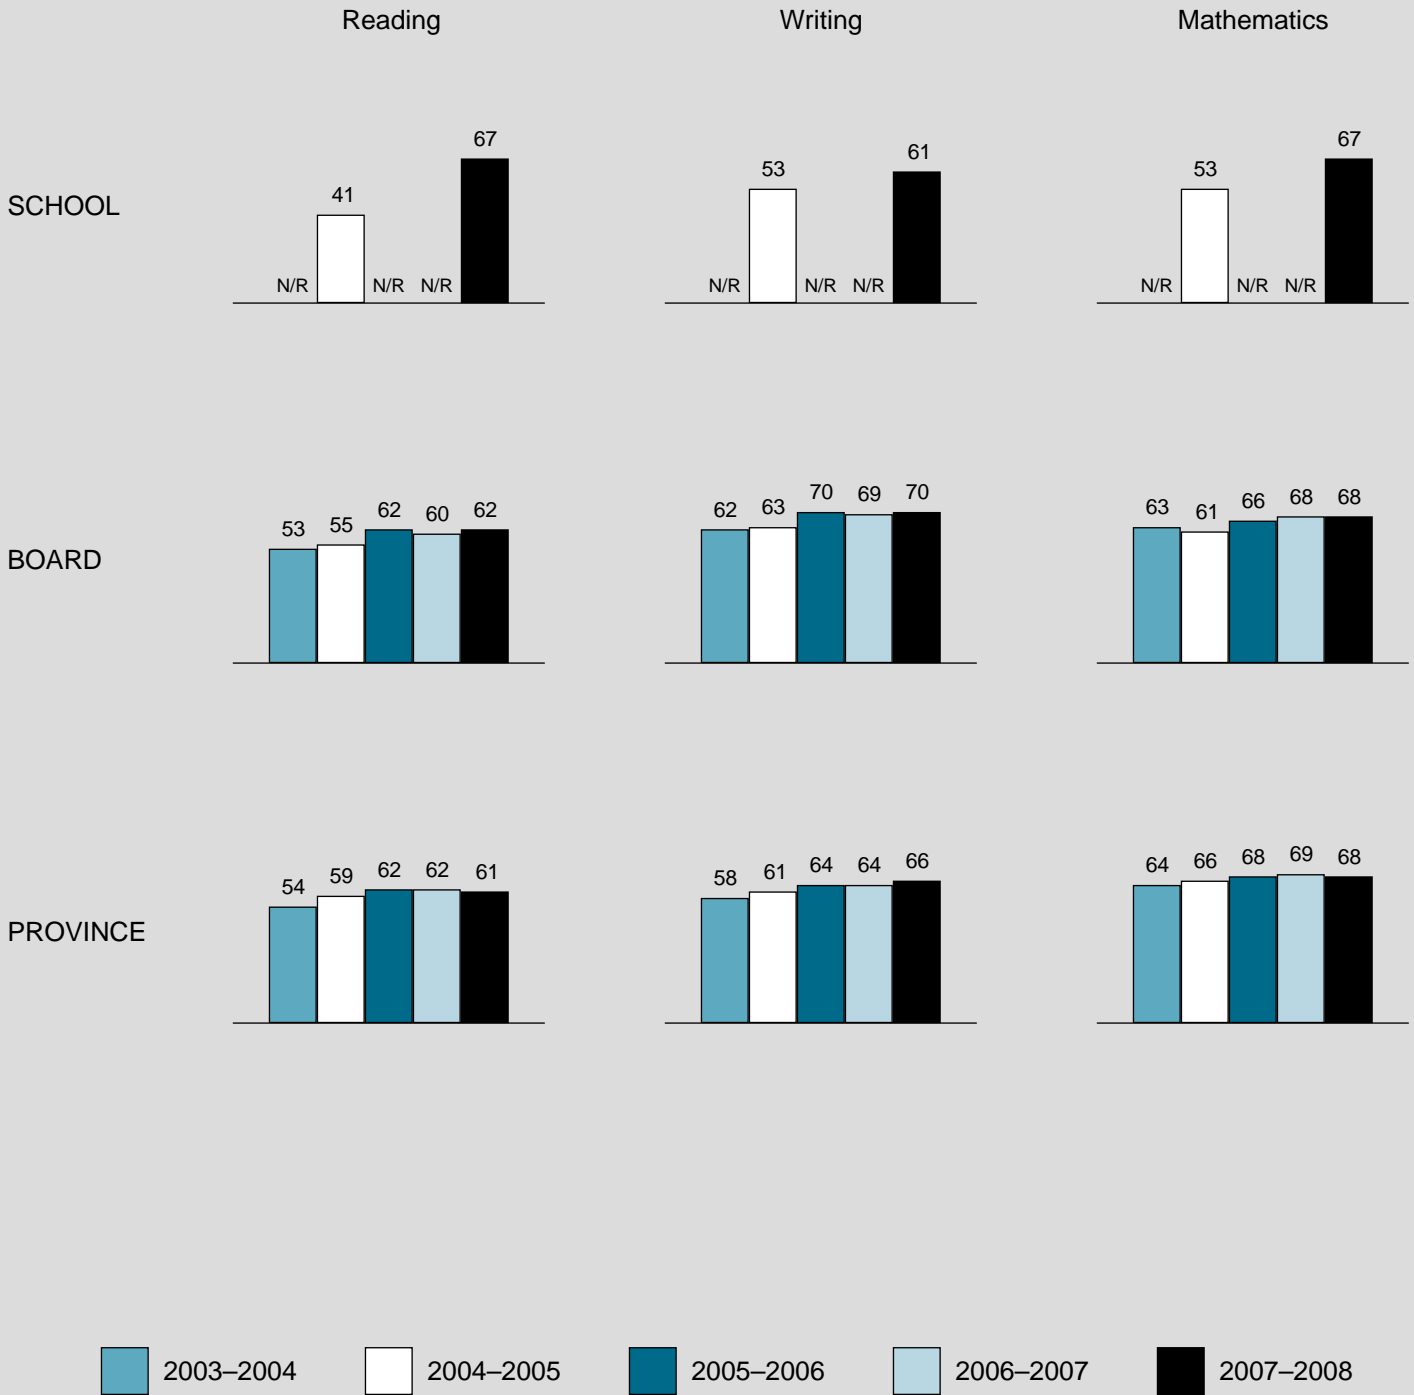 Reading Writing Mathematics
SCHOOL
N/R 41 N/R N/R 67
N/R 53 N/R N/R 61
N/R 53 N/R N/R 67
BOARD
53 55 62 60 62
62 63 70 69 70
63 61 66 68 68
PROVINCE
54 59 62 62 61
58 61 64 64 66
64 66 68 69 68
2003–2004 2004–2005 2005–2006 2006–2007 2007–2008